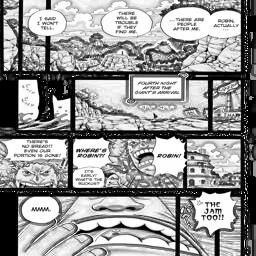 ROBIN,
ACTUALLY
...THERE
ARE PEOPLE
AFTER ME.
THERE
WILL BE
TROUBLE IF
THEY FIND
ME.
I SAID
I WON'T
TELL.
FOURTH NIGHT
AFTER THE
GIANT'S ARRIVAL
ROBIN!
WHERE'S
ROBIN?!
IT'S
EARLY!
WHAT'S THE
RUCKUS?
THERE'S
NO BREAD!!
EVEN OUR
PORTION IS GONE!
THE
JAM
TOO!!
MMM.